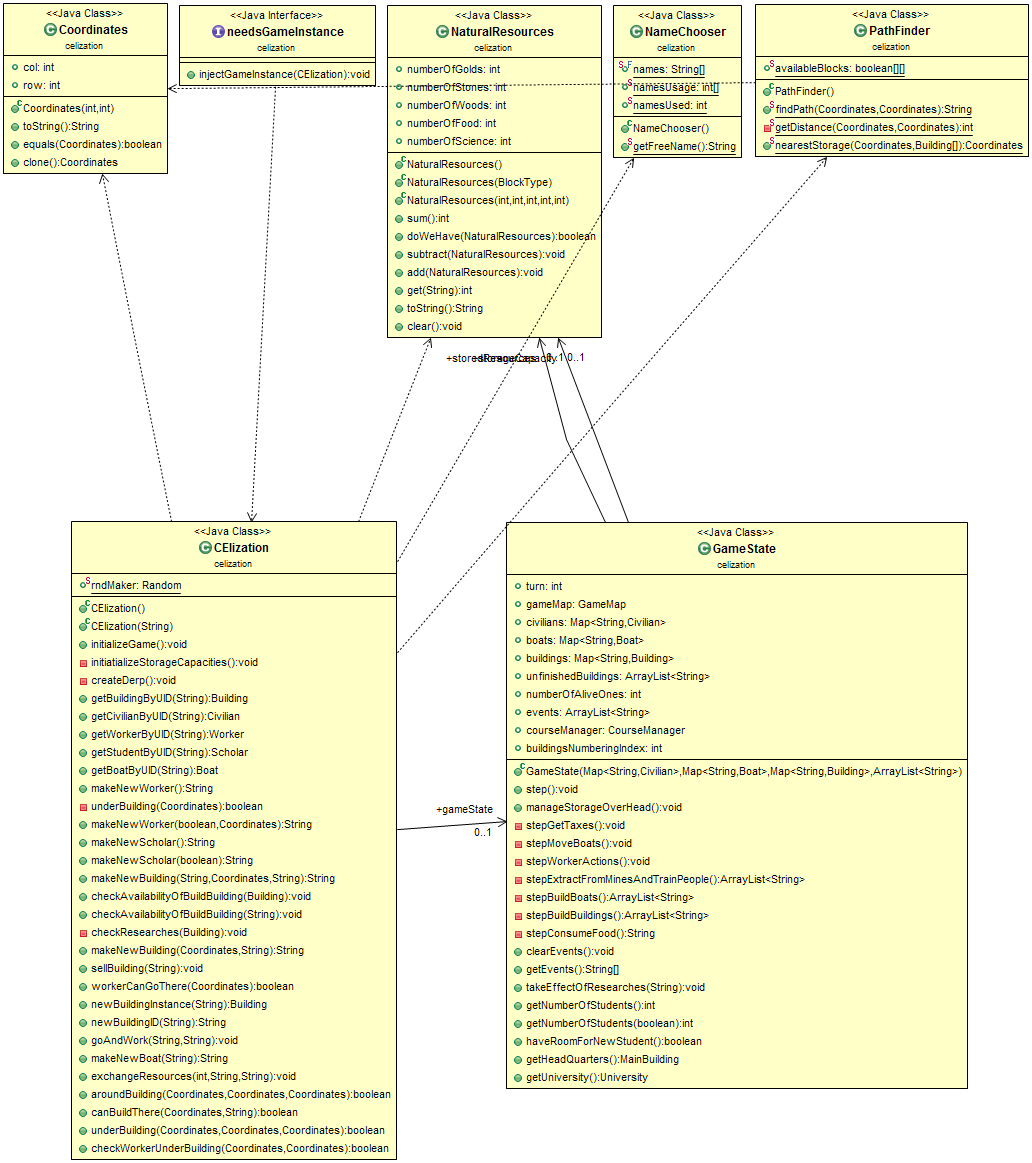 <<Java Class>>
Coordinates
celization
col: int
row: int
Coordinates(int,int)
toString():String
equals(Coordinates):boolean
clone():Coordinates
<<Java Interface>>
needsGameInstance
celization
injectGameInstance(CElization):void
<<Java Class>>
NaturalResources
celization
numberOfGolds: int
numberOfStones: int
numberOfWoods: int
numberOfFood: int
numberOfScience: int
NaturalResources()
NaturalResources(BlockType)
NaturalResources(int,int,int,int,int)
sum():int
doWeHave(NaturalResources):boolean
subtract(NaturalResources):void
add(NaturalResources):void
get(String):int
toString():String
clear():void
<<Java Class>>
NameChooser
celization
names: String[]
namesUsage: int[]
namesUsed: int
NameChooser()
getFreeName():String
<<Java Class>>
PathFinder
celization
availableBlocks: boolean[][]
PathFinder()
findPath(Coordinates,Coordinates):String
getDistance(Coordinates,Coordinates):int
nearestStorage(Coordinates,Building[]):Coordinates
0..1
<<Java Class>>
CElization
celization
rndMaker: Random
CElization()
CElization(String)
initializeGame():void
initiatializeStorageCapacities():void
createDerp():void
getBuildingByUID(String):Building
getCivilianByUID(String):Civilian
getWorkerByUID(String):Worker
getStudentByUID(String):Scholar
getBoatByUID(String):Boat
makeNewWorker():String
underBuilding(Coordinates):boolean
makeNewWorker(boolean,Coordinates):String
makeNewScholar():String
makeNewScholar(boolean):String
makeNewBuilding(String,Coordinates,String):String
checkAvailabilityOfBuildBuilding(Building):void
checkAvailabilityOfBuildBuilding(String):void
checkResearches(Building):void
makeNewBuilding(Coordinates,String):String
sellBuilding(String):void
workerCanGoThere(Coordinates):boolean
newBuildingInstance(String):Building
newBuildingID(String):String
goAndWork(String,String):void
makeNewBoat(String):String
exchangeResources(int,String,String):void
aroundBuilding(Coordinates,Coordinates,Coordinates):boolean
canBuildThere(Coordinates,String):boolean
underBuilding(Coordinates,Coordinates,Coordinates):boolean
checkWorkerUnderBuilding(Coordinates,Coordinates):boolean
+gameState
0..1
<<Java Class>>
GameState
celization
turn: int
gameMap: GameMap
civilians: Map<String,Civilian>
boats: Map<String,Boat>
buildings: Map<String,Building>
unfinishedBuildings: ArrayList<String>
numberOfAliveOnes: int
events: ArrayList<String>
courseManager: CourseManager
buildingsNumberingIndex: int
GameState(Map<String,Civilian>,Map<String,Boat>,Map<String,Building>,ArrayList<String>)
step():void
manageStorageOverHead():void
stepGetTaxes():void
stepMoveBoats():void
stepWorkerActions():void
stepExtractFromMinesAndTrainPeople():ArrayList<String>
stepBuildBoats():ArrayList<String>
stepBuildBuildings():ArrayList<String>
stepConsumeFood():String
clearEvents():void
getEvents():String[]
takeEffectOfResearches(String):void
getNumberOfStudents():int
getNumberOfStudents(boolean):int
haveRoomForNewStudent():boolean
getHeadQuarters():MainBuilding
getUniversity():University